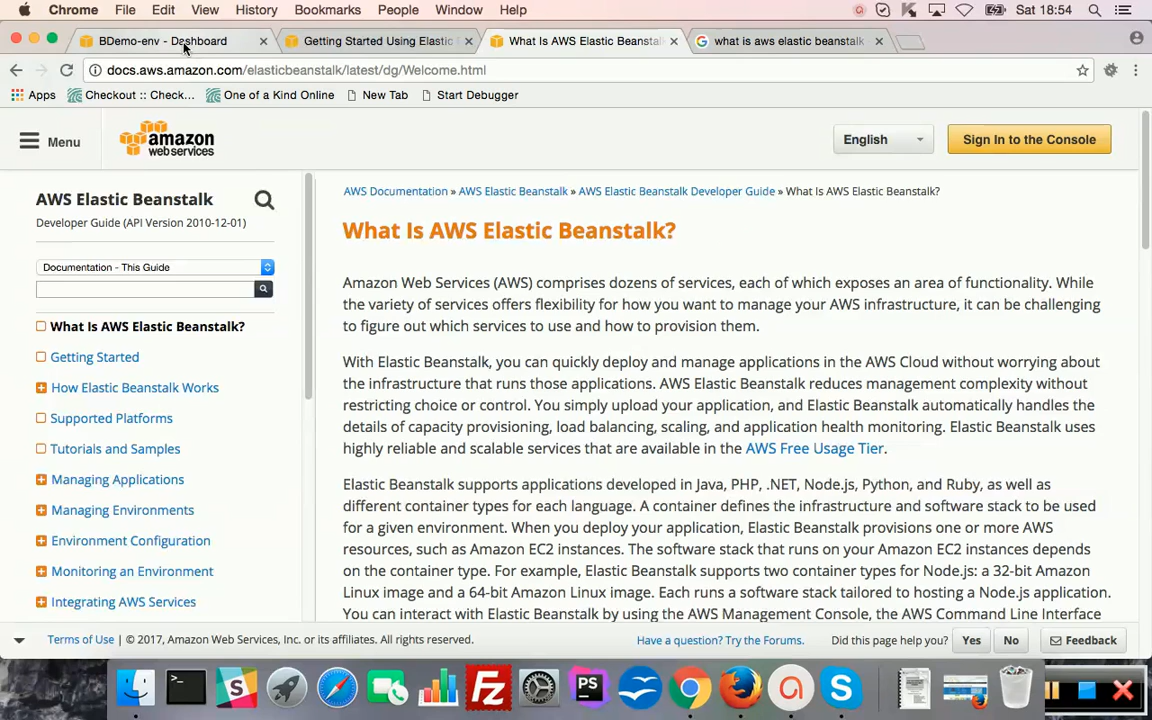 Chrome File Edit View History Bookmarks People Window Help Sat 18:54
BDemo-env - Dashboard Getting Started Using Elastic What Is AWS Elastic Beanstal what is aws elastic beanstalk
docs.aws.amazon.com/elasticbeanstalk/latest/dg/Welcome.html
Apps Checkout :: Check... One of a Kind Online New Tab Start Debugger
Menu amazon web services English Sign In to the Console
AWS Documentation » AWS Elastic Beanstalk » AWS Elastic Beanstalk Developer Guide » What Is AWS Elastic Beanstalk?
AWS Elastic Beanstalk
Developer Guide (API Version 2010-12-01)
Documentation - This Guide
What Is AWS Elastic Beanstalk?
Getting Started
How Elastic Beanstalk Works
Supported Platforms
Tutorials and Samples
Managing Applications
Managing Environments
Environment Configuration
Monitoring an Environment
Integrating AWS Services
What Is AWS Elastic Beanstalk?
Amazon Web Services (AWS) comprises dozens of services, each of which exposes an area of functionality. While
the variety of services offers flexibility for how you want to manage your AWS infrastructure, it can be challenging
to figure out which services to use and how to provision them.
With Elastic Beanstalk, you can quickly deploy and manage applications in the AWS Cloud without worrying about
the infrastructure that runs those applications. AWS Elastic Beanstalk reduces management complexity without
restricting choice or control. You simply upload your application, and Elastic Beanstalk automatically handles the
details of capacity provisioning, load balancing, scaling, and application health monitoring. Elastic Beanstalk uses
highly reliable and scalable services that are available in the AWS Free Usage Tier.
Elastic Beanstalk supports applications developed in Java, PHP, .NET, Node.js, Python, and Ruby, as well as
different container types for each language. A container defines the infrastructure and software stack to be used
for a given environment. When you deploy your application, Elastic Beanstalk provisions one or more AWS
resources, such as Amazon EC2 instances. The software stack that runs on your Amazon EC2 instances depends
on the container type. For example, Elastic Beanstalk supports two container types for Node.js: a 32-bit Amazon
Linux image and a 64-bit Amazon Linux image. Each runs a software stack tailored to hosting a Node.js application.
You can interact with Elastic Beanstalk by using the AWS Management Console, the AWS Command Line Interface
Terms of Use | © 2017, Amazon Web Services, Inc. or its affiliates. All rights reserved. Have a question? Try the Forums. Did this page help you? Yes No Feedback
PS